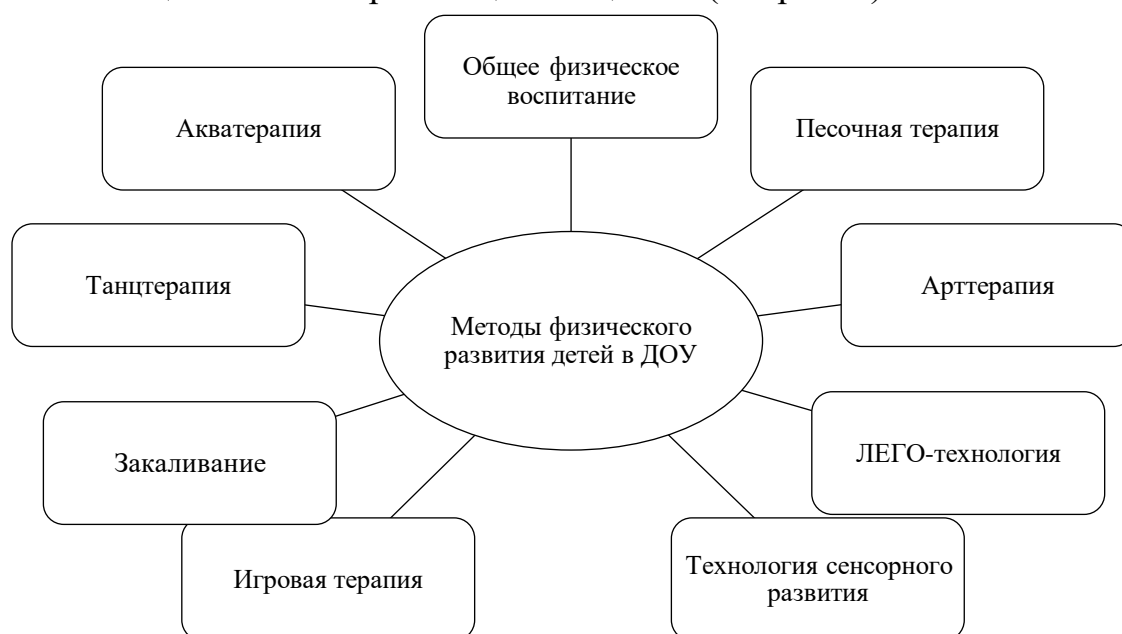 Общее физическое
воспитание
Акватерапия
Песочная терапия
Танцтерапия
Арттерапия
Методы физического
развития детей в ДОУ
Закаливание
ЛЕГО-технология
Игровая терапия
Технология сенсорного
развития